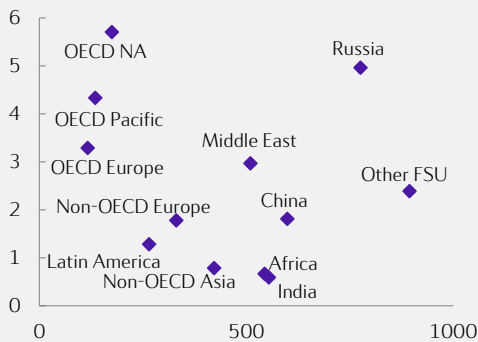 6
OECD NA
Russia
5
4
OECD Pacific
Middle East
3
OECD Europe
Other FSU
Non-OECD Europe
China
2
Latin America
Africa
1
Non-OECD Asia
India
0
0
500
1000